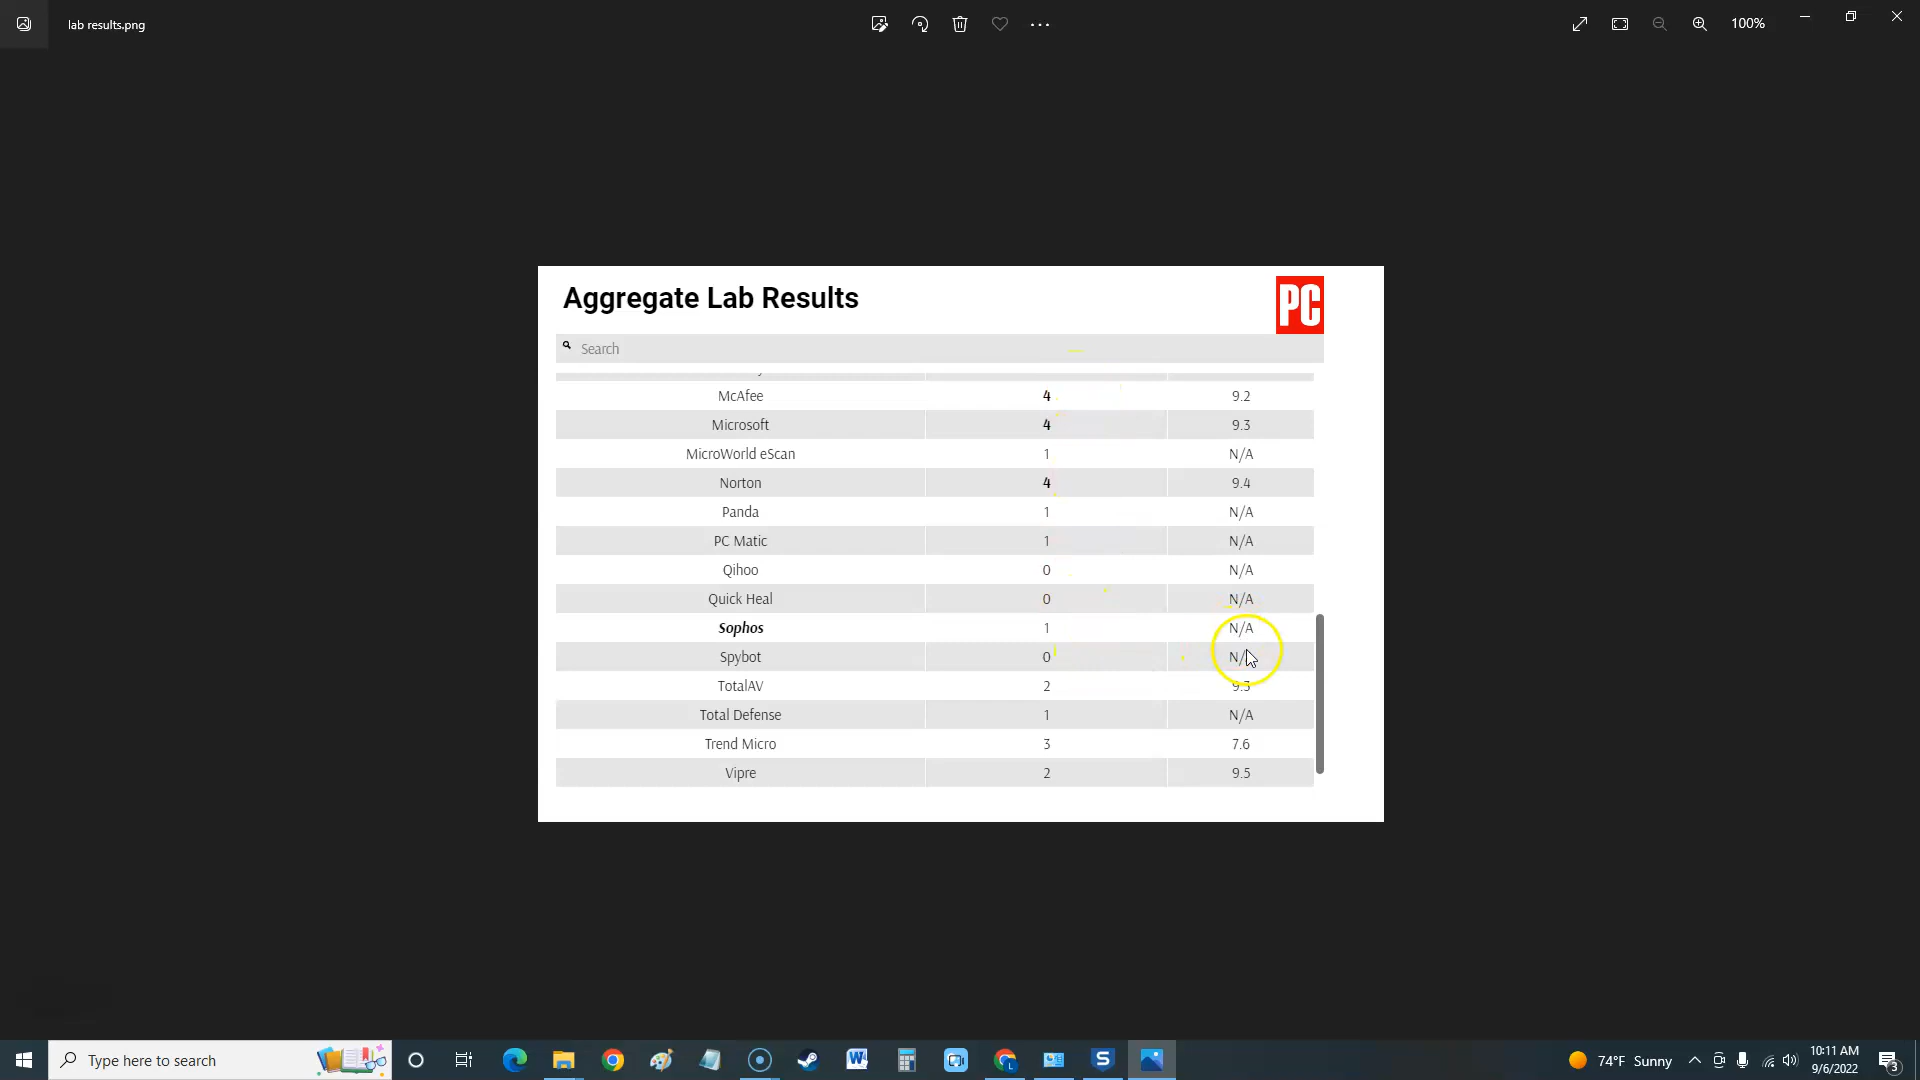 lab results.png
100%
Aggregate Lab Results
PC
Search
McAfee 4 9.2
Microsoft 4 9.3
MicroWorld eScan 1 N/A
Norton 4 9.4
Panda 1 N/A
PC Matic 1 N/A
Qihoo 0 N/A
Quick Heal 0 N/A
Sophos 1 N/A
Spybot 0
TotalAV 2
Total Defense 1 N/A
Trend Micro 3 7.6
Vipre 2 9.5
Type here to search
74°F Sunny
10:11 AM
9/6/2022
3